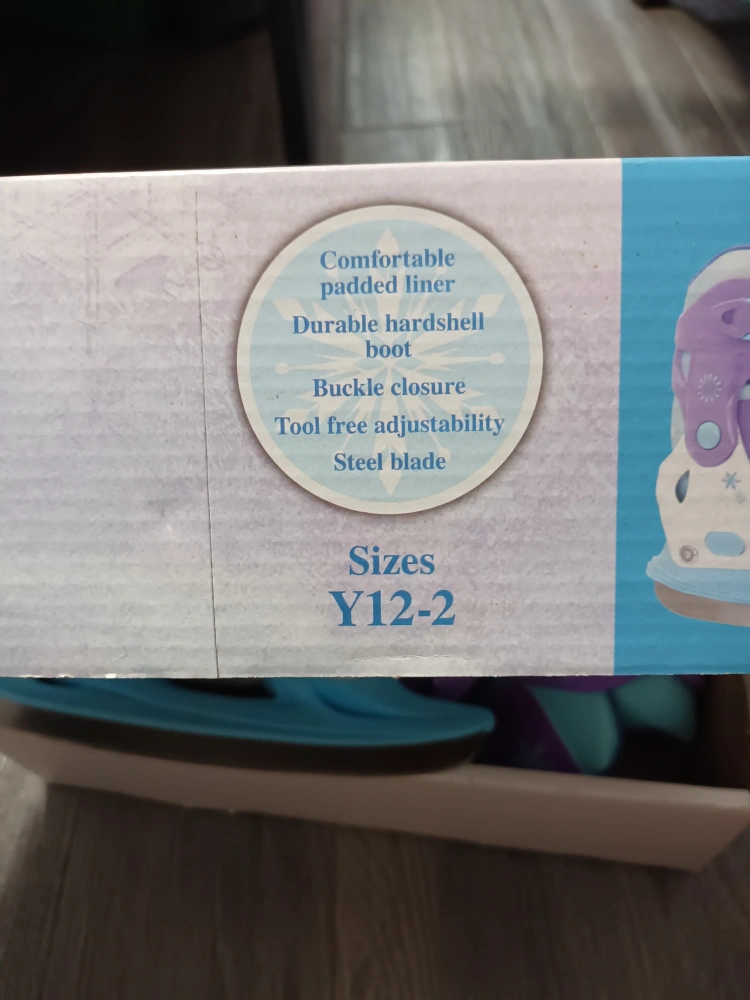 Comfortable
padded liner
Durable hardshell
boot
Buckle closure
Tool free adjustability
Steel blade
Sizes
Y12-2